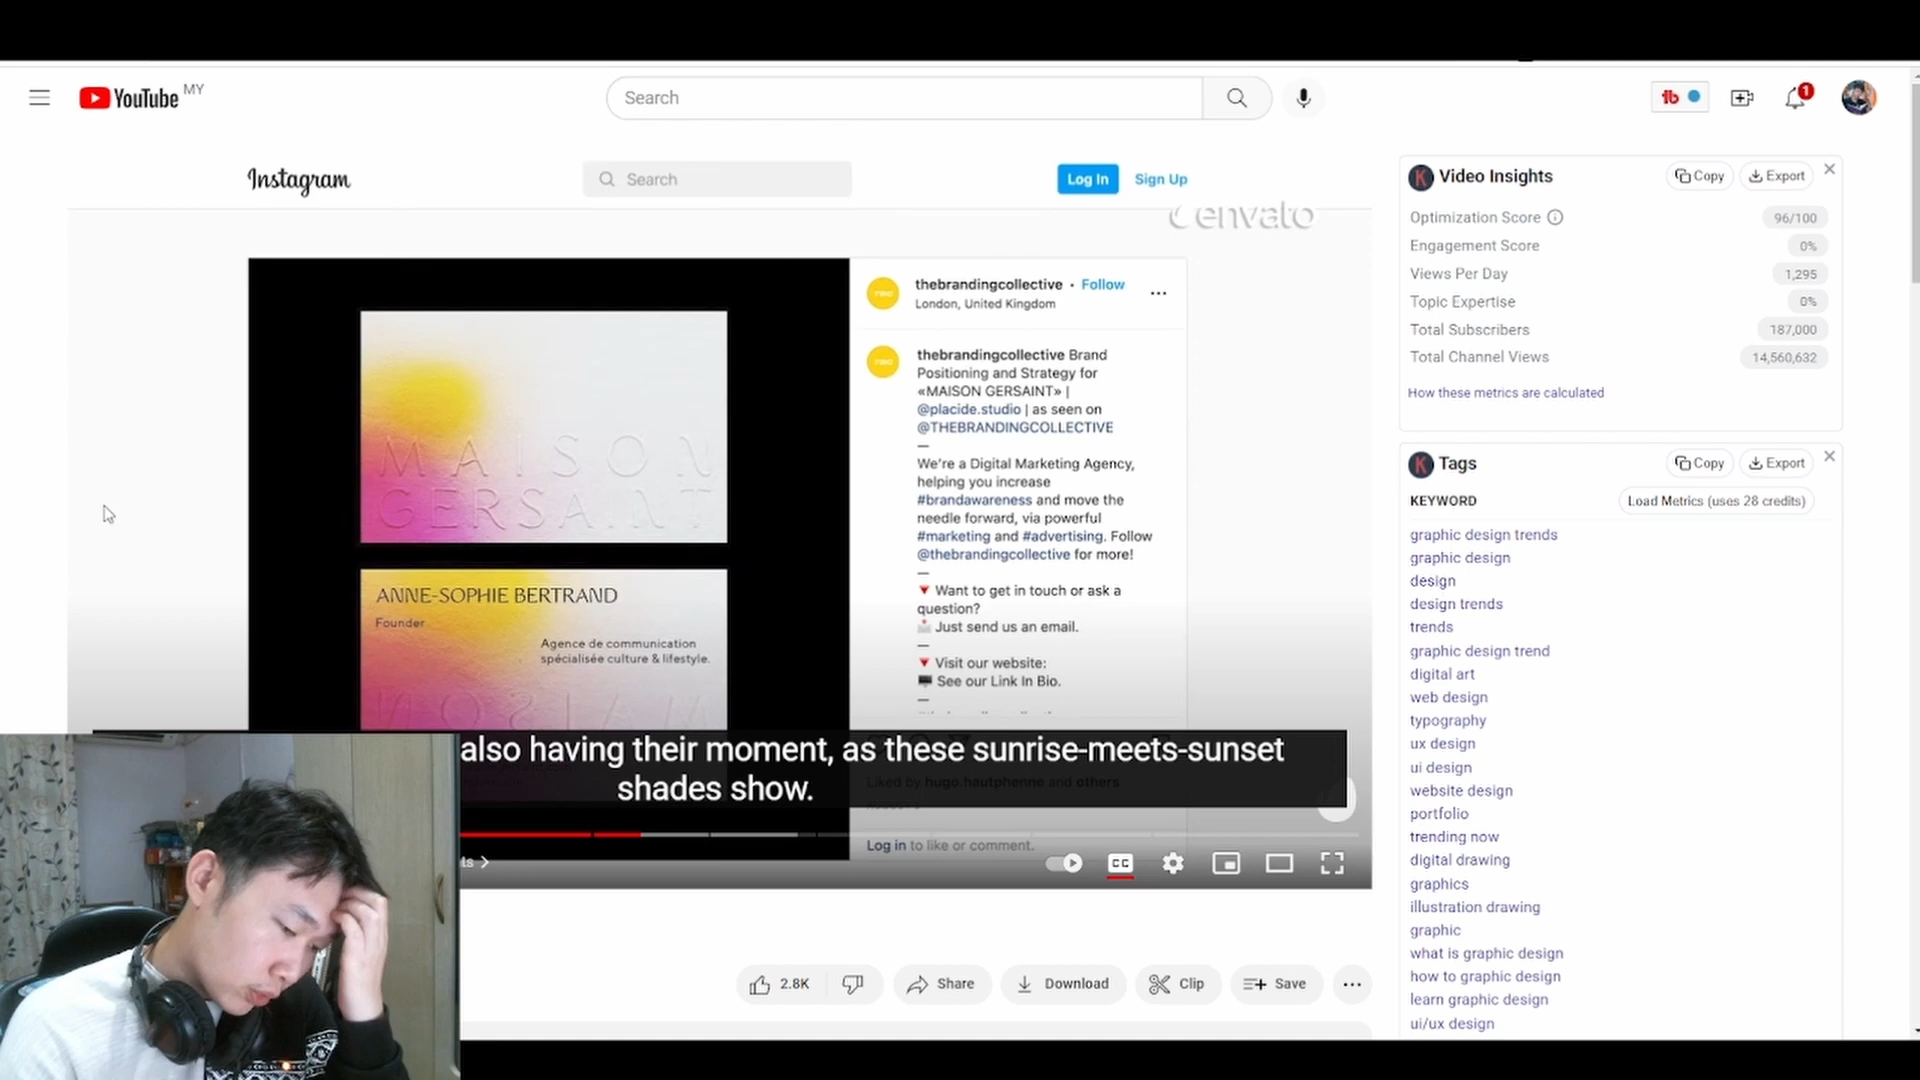 YouTube MY
Search
1
Instagram
Search
Log In
Sign Up
envato
MAISON
GERSAINT
ANNE-SOPHIE BERTRAND
Founder
Agence de communication
spécialisée culture & lifestyle.
thebrandingcollective • Follow
London, United Kingdom
thebrandingcollective Brand
Positioning and Strategy for
«MAISON GERSAINT» |
@placide.studio | as seen on
@THEBRANDINGCOLLECTIVE
—
We're a Digital Marketing Agency,
helping you increase
#brandawareness and move the
needle forward, via powerful
#marketing and #advertising. Follow
@thebrandingcollective for more!
—
🔻 Want to get in touch or ask a
question?
📩 Just send us an email.
—
🔻 Visit our website:
🖥 See our Link In Bio.
—
also having their moment, as these sunrise-meets-sunset
shades show.
Liked by hugo.hautphenne and others
Log in to like or comment.
ts >
CC
2.8K
Share
Download
Clip
Save
K Video Insights
Copy
Export
Optimization Score 96/100
Engagement Score 0%
Views Per Day 1,295
Topic Expertise 0%
Total Subscribers 187,000
Total Channel Views 14,560,632
How these metrics are calculated
K Tags
Copy
Export
KEYWORD
Load Metrics (uses 28 credits)
graphic design trends
graphic design
design
design trends
trends
graphic design trend
digital art
web design
typography
ux design
ui design
website design
portfolio
trending now
digital drawing
graphics
illustration drawing
graphic
what is graphic design
how to graphic design
learn graphic design
ui/ux design